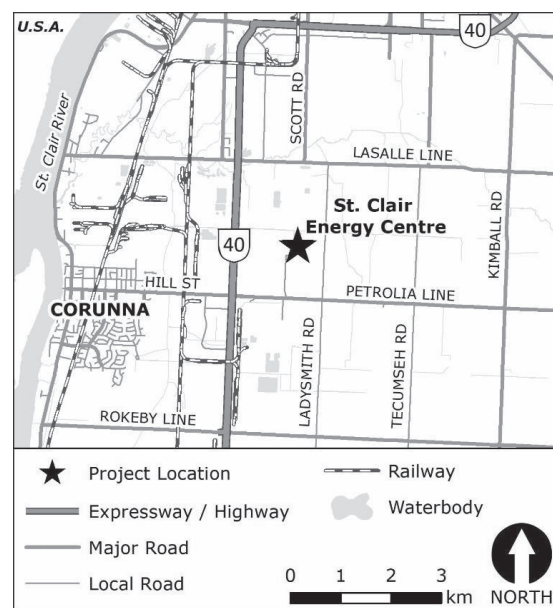 U.S.A.
40
St. Clair River
SCOTT RD
LASALLE LINE
St. Clair
Energy Centre
KIMBALL RD
40
HILL ST
PETROLIA LINE
CORUNNA
LADYSMITH RD
TECUMSEH RD
ROKEBY LINE
Project Location
Railway
Expressway / Highway
Waterbody
Major Road
Local Road
0 1 2 3
km
NORTH